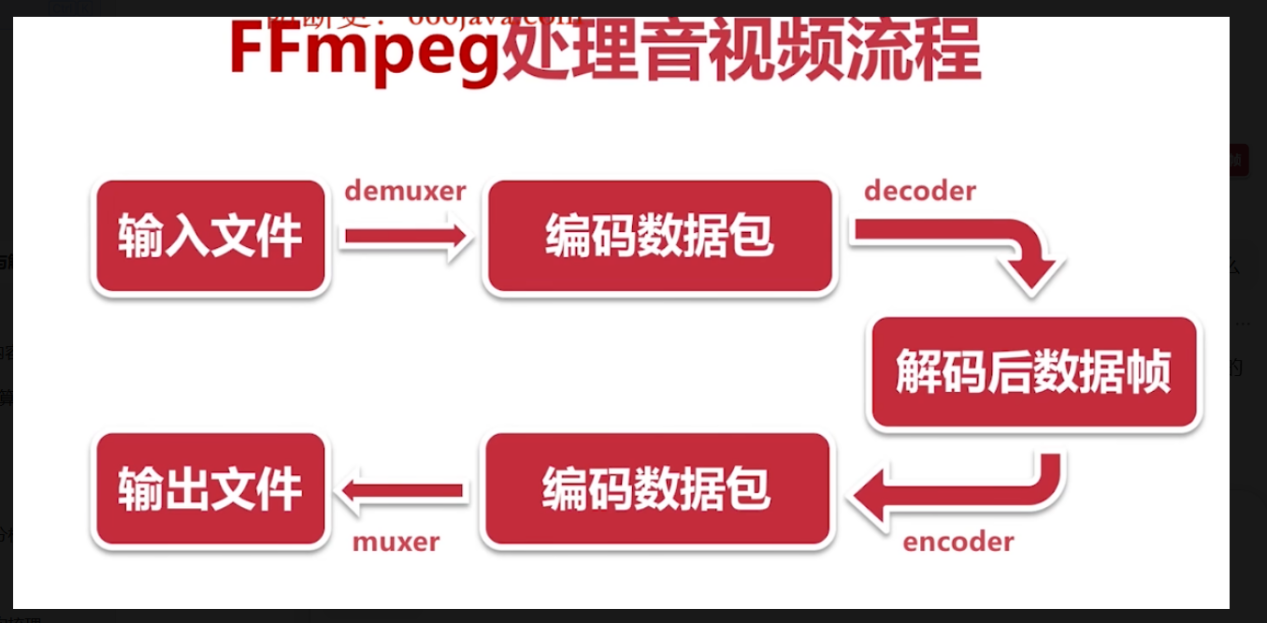 FFmpeg处理音视频流程
demuxer
decoder
输入文件
编码数据包
解码后数据帧
输出文件
编码数据包
muxer
encoder